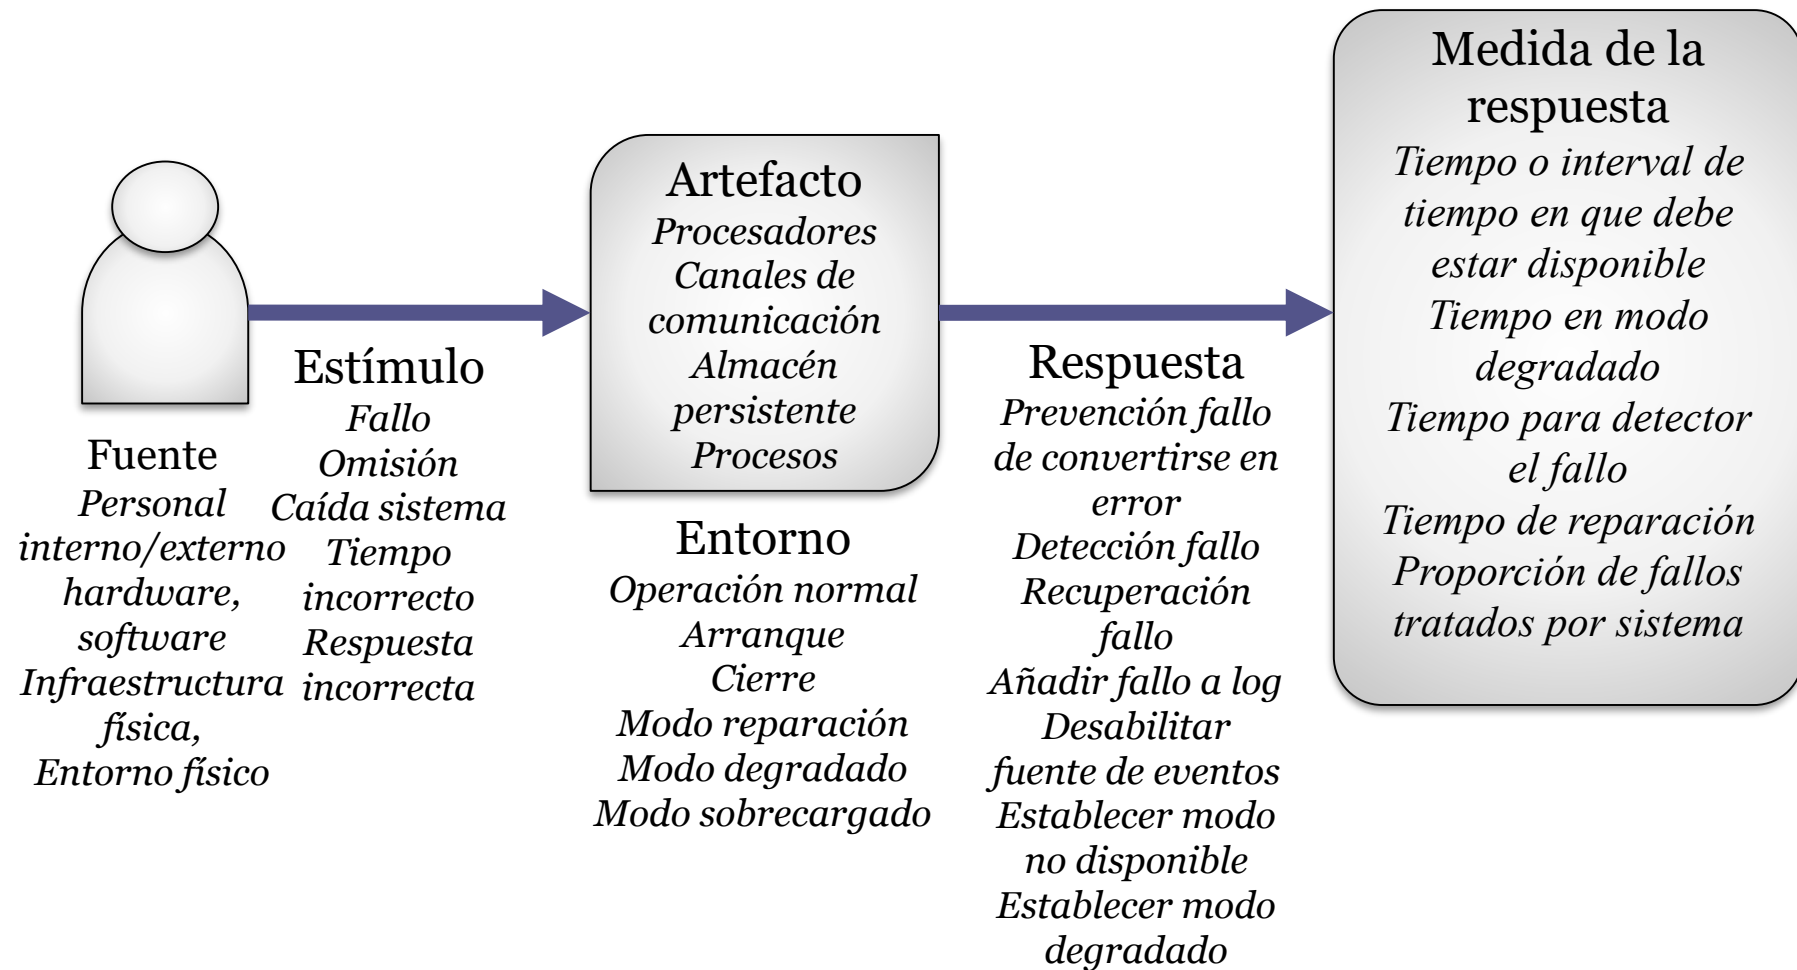 Fuente
Personal
interno/externo
hardware,
software
Infraestructura
física,
Entorno físico
Estímulo
Fallo
Omisión
Caída sistema
Tiempo
incorrecto
Respuesta
incorrecta
Artefacto
Procesadores
Canales de
comunicación
Almacén
persistente
Procesos
Entorno
Operación normal
Arranque
Cierre
Modo reparación
Modo degradado
Modo sobrecargado
Respuesta
Prevención fallo
de convertirse en
error
Detección fallo
Recuperación
fallo
Añadir fallo a log
Desabilitar
fuente de eventos
Establecer modo
no disponible
Establecer modo
degradado
Medida de la
respuesta
Tiempo o interval de
tiempo en que debe
estar disponible
Tiempo en modo
degradado
Tiempo para detector
el fallo
Tiempo de reparación
Proporción de fallos
tratados por sistema